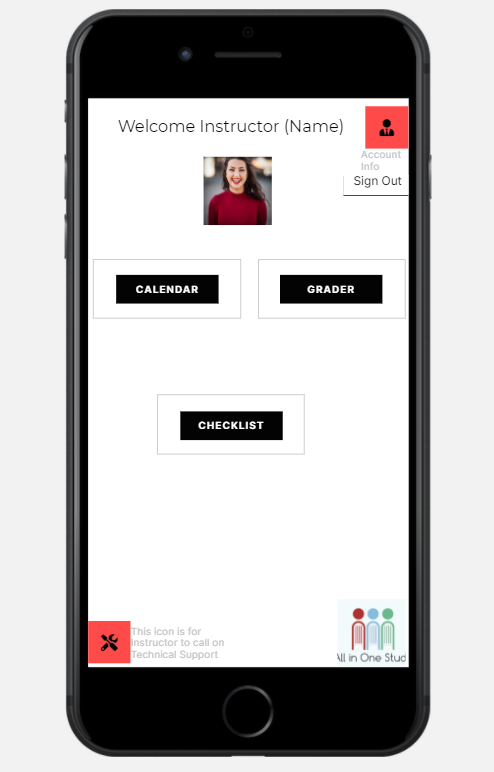 Welcome Instructor (Name)
Account
Info
Sign Out
CALENDAR
GRADER
CHECKLIST
This icon is for
Instructor to call on
Technical Support
All in One Stud